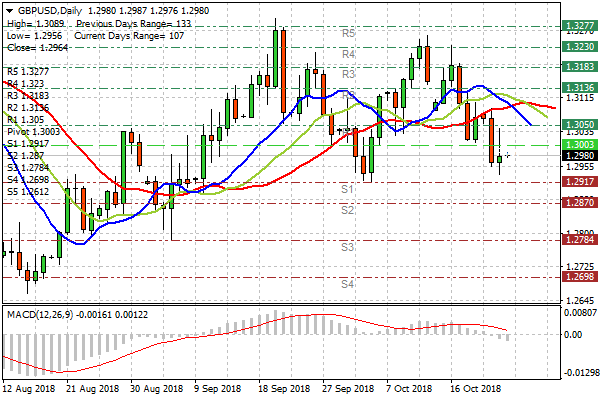 GBPUSD,Daily 1.2980 1.2987 1.2976 1.2980
High= 1.3089 Previous Days Range= 133
Low= 1.2956 Current Days Range= 107
Close= 1.2964
R5 1.3277
R4 1.323
R3 1.3183
R2 1.3136
R1 1.305
Pivot 1.3003
S1 1.2917
S2 1.287
S3 1.2784
S4 1.2698
S5 1.2612
R5
R4
R3
R2
S1
S2
S3
S4
1.3277
1.3230
1.3183
1.3136
1.3115
1.3050
1.3035
1.3003
1.2980
1.2955
1.2917
1.2870
1.2800
1.2784
1.2725
1.2698
1.2645
MACD(12,26,9) -0.00161 0.00122
0.00807
0.00
-0.01298
12 Aug 2018 21 Aug 2018 30 Aug 2018 9 Sep 2018 18 Sep 2018 27 Sep 2018 7 Oct 2018 16 Oct 2018